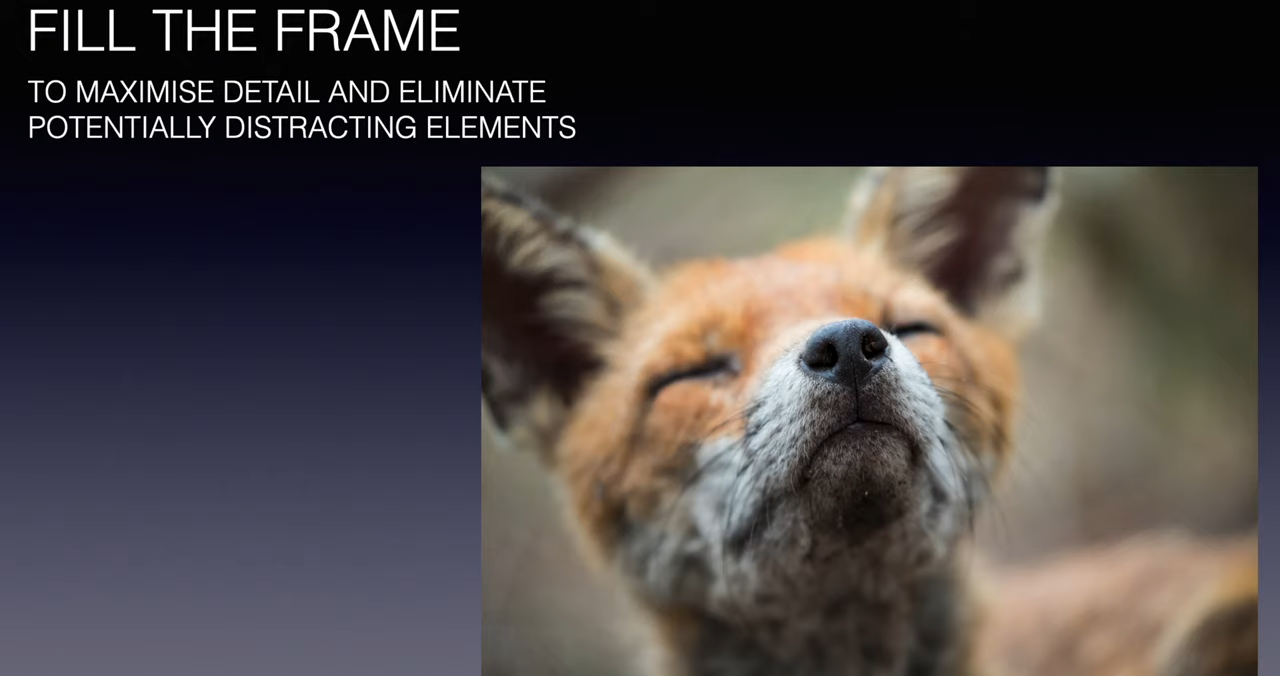 FILL THE FRAME
TO MAXIMISE DETAIL AND ELIMINATE
POTENTIALLY DISTRACTING ELEMENTS